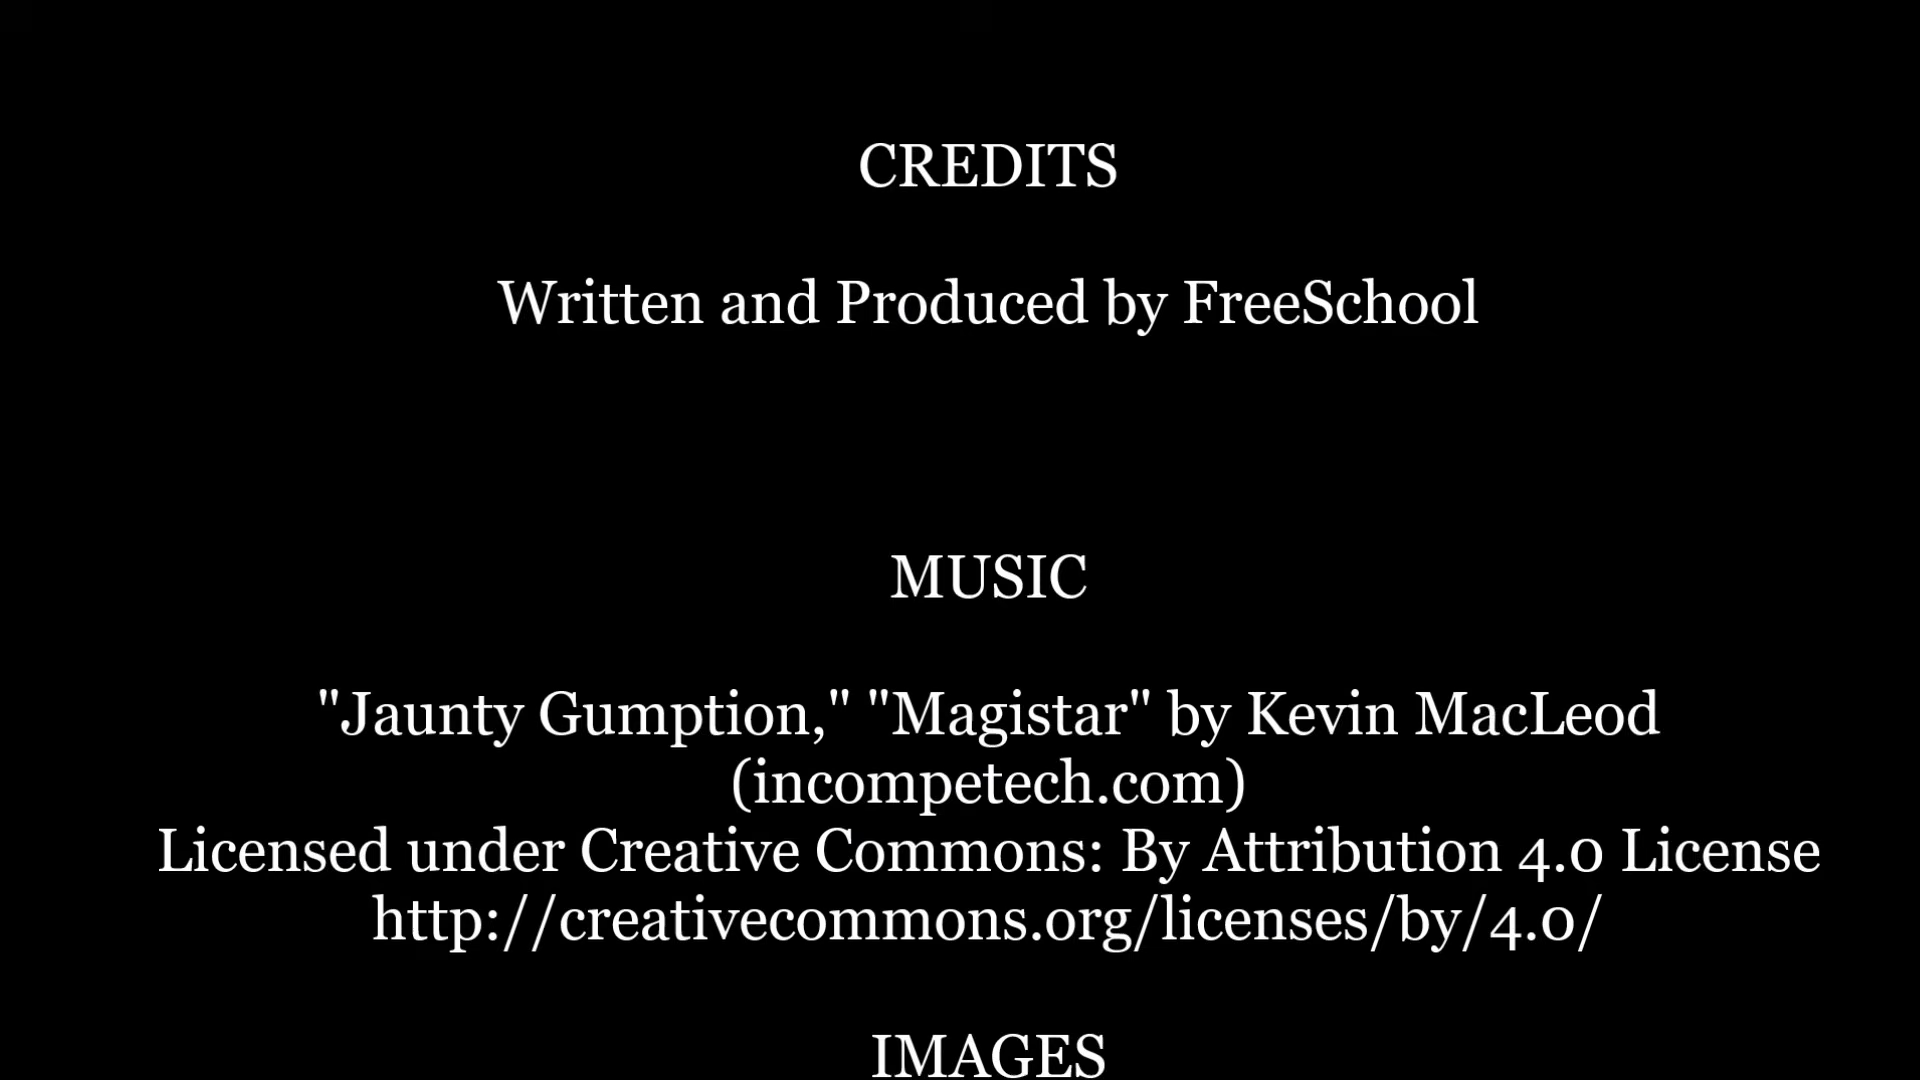 CREDITS
Written and Produced by FreeSchool
MUSIC
"Jaunty Gumption," "Magistar" by Kevin MacLeod
(incompetech.com)
Licensed under Creative Commons: By Attribution 4.0 License
http://creativecommons.org/licenses/by/4.0/
IMAGES